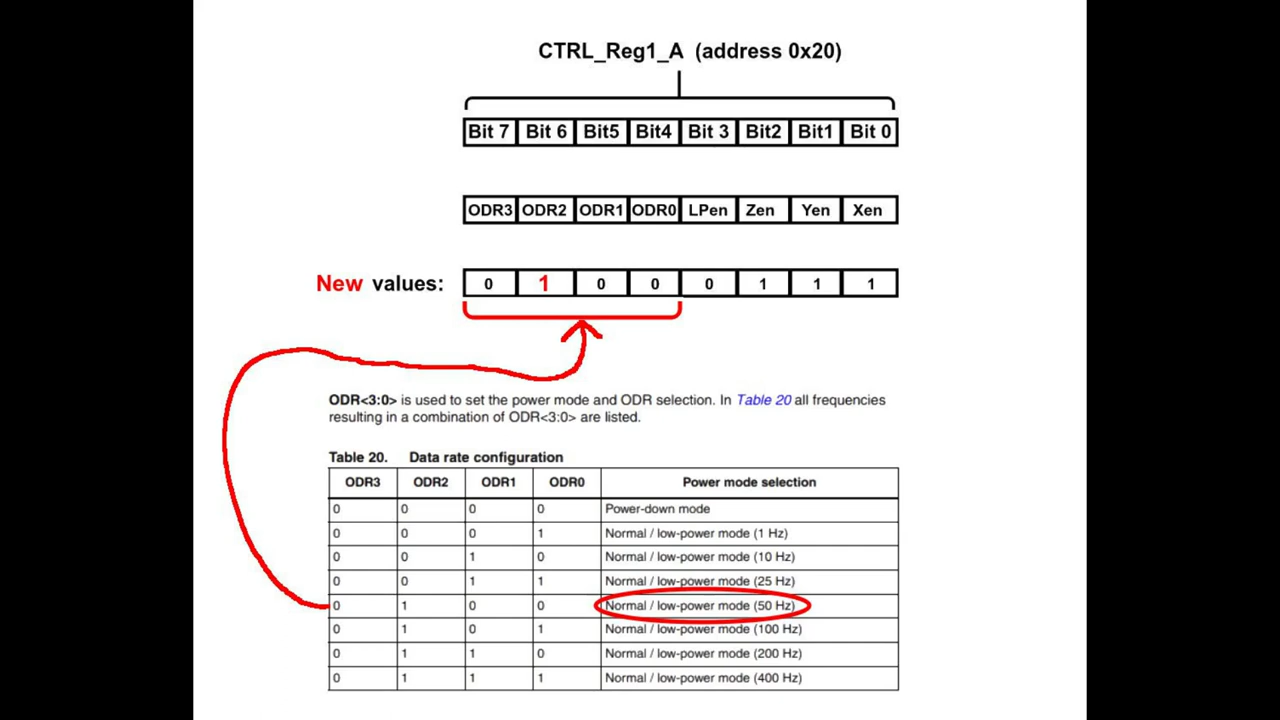 CTRL_Reg1_A (address 0x20)
Bit 7 Bit 6 Bit5 Bit4 Bit 3 Bit2 Bit1 Bit 0
ODR3 ODR2 ODR1 ODR0 LPen Zen Yen Xen
New values: 0 1 0 0 0 1 1 1
ODR<3:0> is used to set the power mode and ODR selection. In Table 20 all frequencies
resulting in a combination of ODR<3:0> are listed.
Table 20. Data rate configuration
ODR3 ODR2 ODR1 ODR0 Power mode selection
0 0 0 0 Power-down mode
0 0 0 1 Normal / low-power mode (1 Hz)
0 0 1 0 Normal / low-power mode (10 Hz)
0 0 1 1 Normal / low-power mode (25 Hz)
0 1 0 0 Normal / low-power mode (50 Hz)
0 1 0 1 Normal / low-power mode (100 Hz)
0 1 1 0 Normal / low-power mode (200 Hz)
0 1 1 1 Normal / low-power mode (400 Hz)